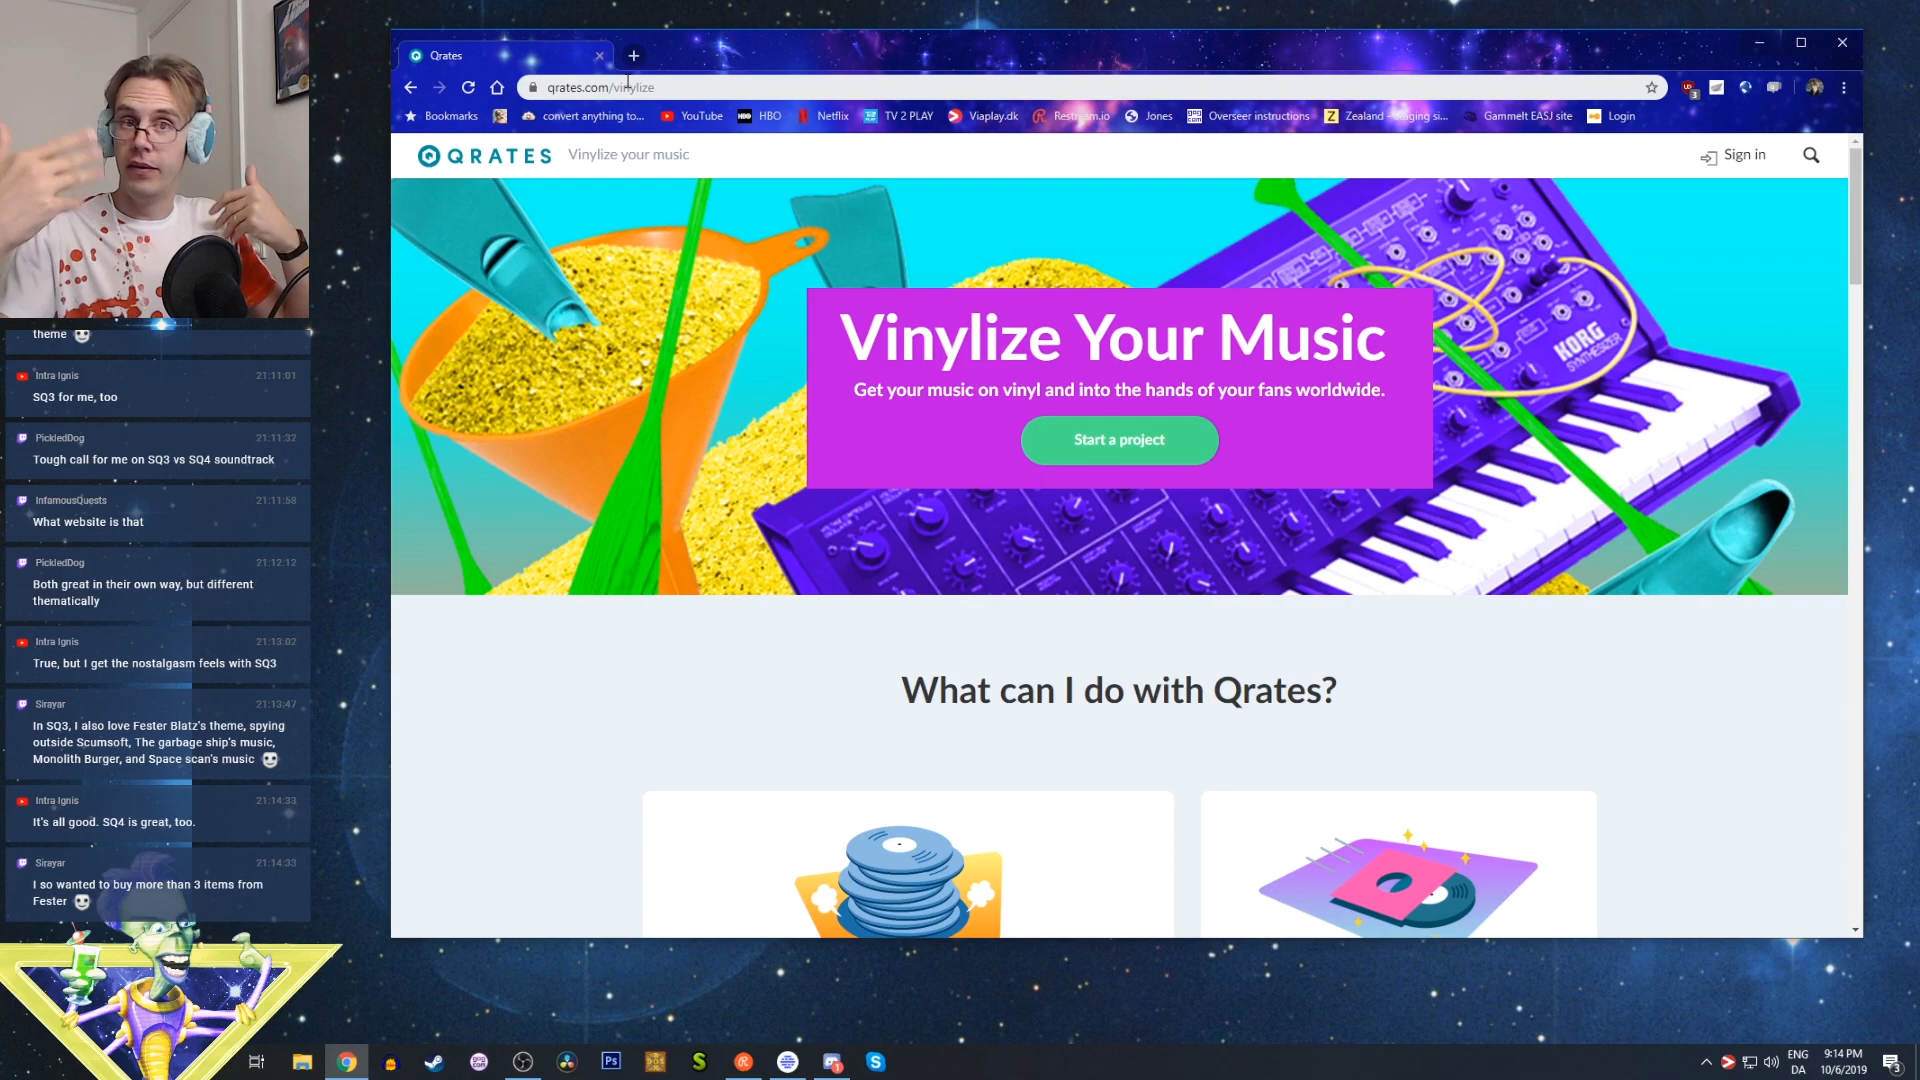 Qrates
qrates.com/vinylize
Bookmarks
convert anything to...
YouTube
HBO HBO
Netflix
TV 2 PLAY
Viaplay.dk
Restream.io
Jones
Overseer instructions
Z Zealand
Gammelt EASJ site
Login
QRATES Vinylize your music
Sign in
KORG
SYNTHESIZER
Vinylize Your Music
Get your music on vinyl and into the hands of your fans worldwide.
Start a project
What can I do with Qrates?
theme
Intra Ignis 21:11:01
SQ3 for me, too
PickledDog 21:11:32
Tough call for me on SQ3 vs SQ4 soundtrack
InfamousQuests 21:11:58
What website is that
PickledDog 21:12:12
Both great in their own way, but different
thematically
Intra Ignis 21:13:02
True, but I get the nostalgasm feels with SQ3
Sirayar 21:13:47
In SQ3, I also love Fester Blatz's theme, spying
outside Scumsoft, The garbage ship's music,
Monolith Burger, and Space scan's music
Intra Ignis 21:14:33
It's all good. SQ4 is great, too.
Sirayar 21:14:33
I so wanted to buy more than 3 items from
Fester
Ps
ENG
DA
9:14 PM
10/6/2019
3